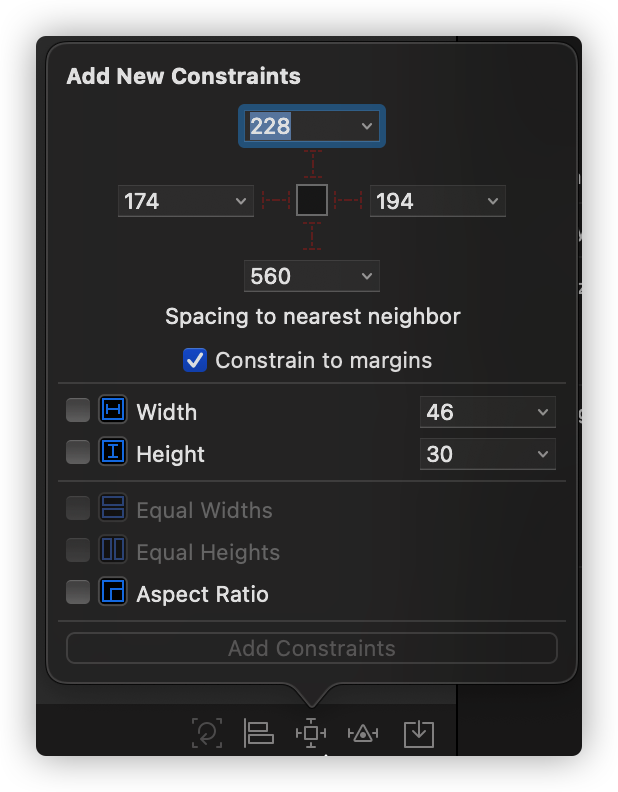 Add New Constraints
228
174
194
560
Spacing to nearest neighbor
Constrain to margins
Width
46
Height
30
Equal Widths
Equal Heights
Aspect Ratio
Add Constraints